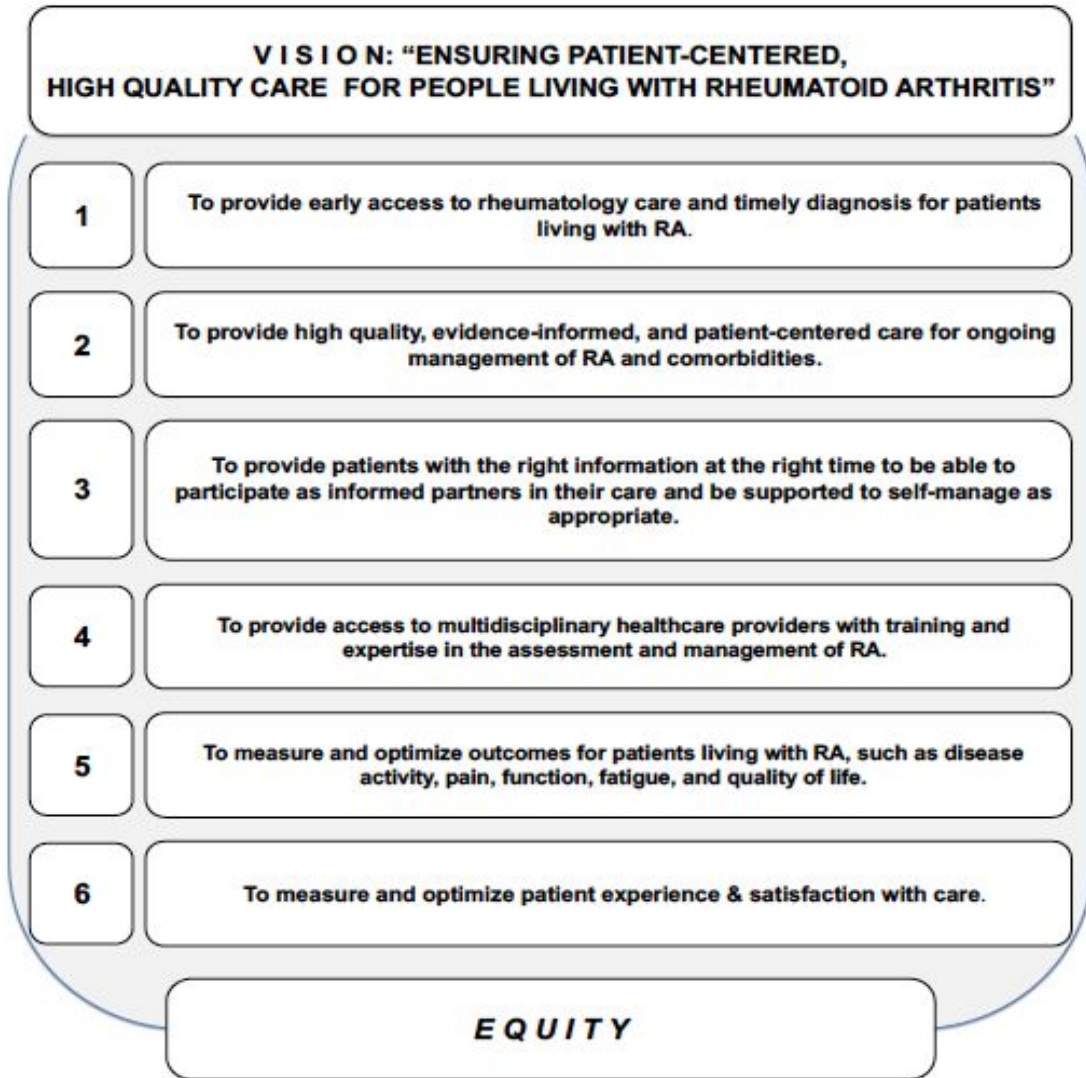 V I S I O N: “ENSURING PATIENT-CENTERED,
HIGH QUALITY CARE FOR PEOPLE LIVING WITH RHEUMATOID ARTHRITIS”
1
To provide early access to rheumatology care and timely diagnosis for patients
living with RA.
2
To provide high quality, evidence-informed, and patient-centered care for ongoing
management of RA and comorbidities.
3
To provide patients with the right information at the right time to be able to
participate as informed partners in their care and be supported to self-manage as
appropriate.
4
To provide access to multidisciplinary healthcare providers with training and
expertise in the assessment and management of RA.
5
To measure and optimize outcomes for patients living with RA, such as disease
activity, pain, function, fatigue, and quality of life.
6
To measure and optimize patient experience & satisfaction with care.
E Q U I T Y